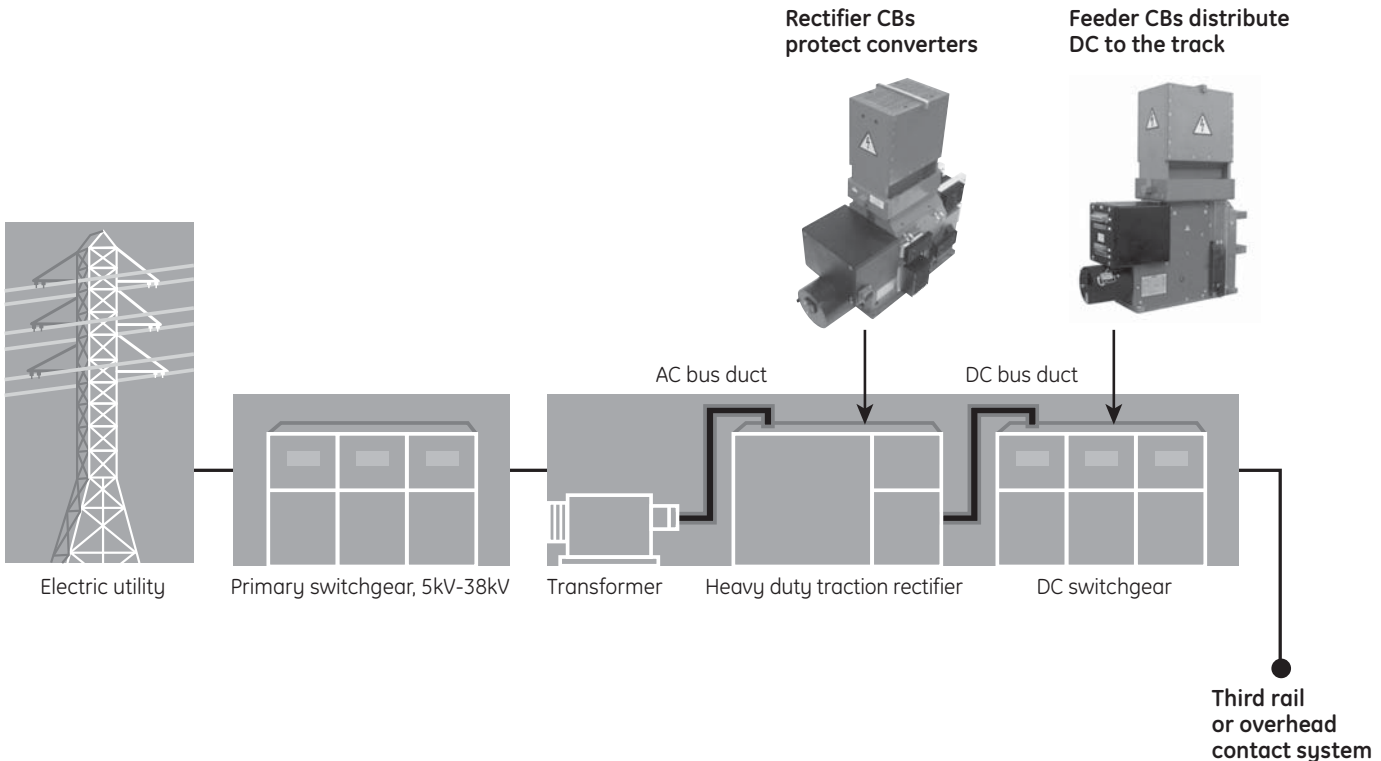 Rectifier CBs
protect converters
Feeder CBs distribute
DC to the track
AC bus duct
DC bus duct
Electric utility
Primary switchgear, 5kV-38kV
Transformer
Heavy duty traction rectifier
DC switchgear
Third rail
or overhead
contact system